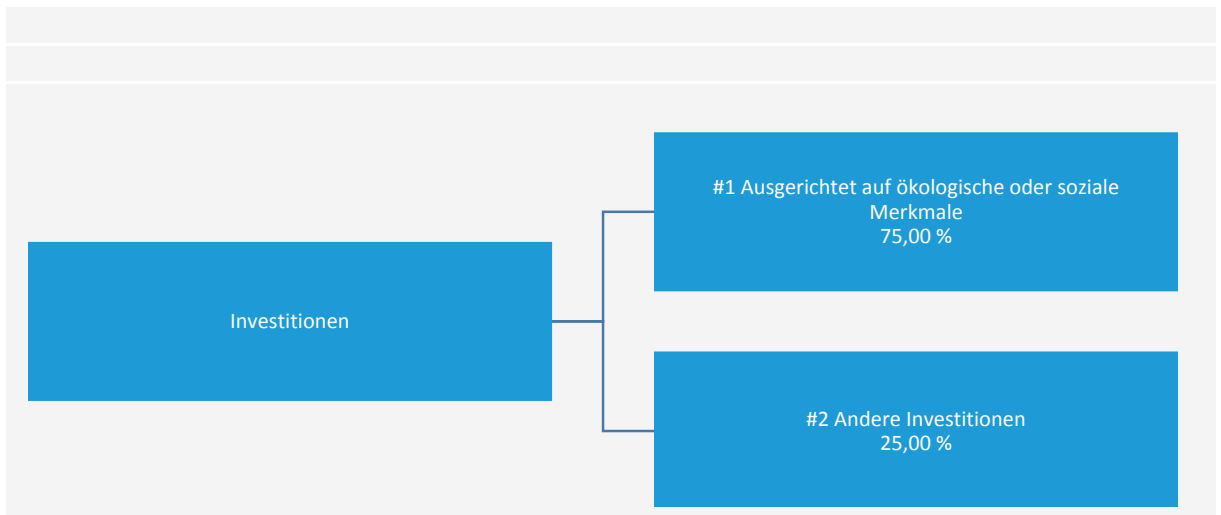 #1 Ausgerichtet auf ökologische oder soziale
Merkmale
75,00 %
Investitionen
#2 Andere Investitionen
25,00 %